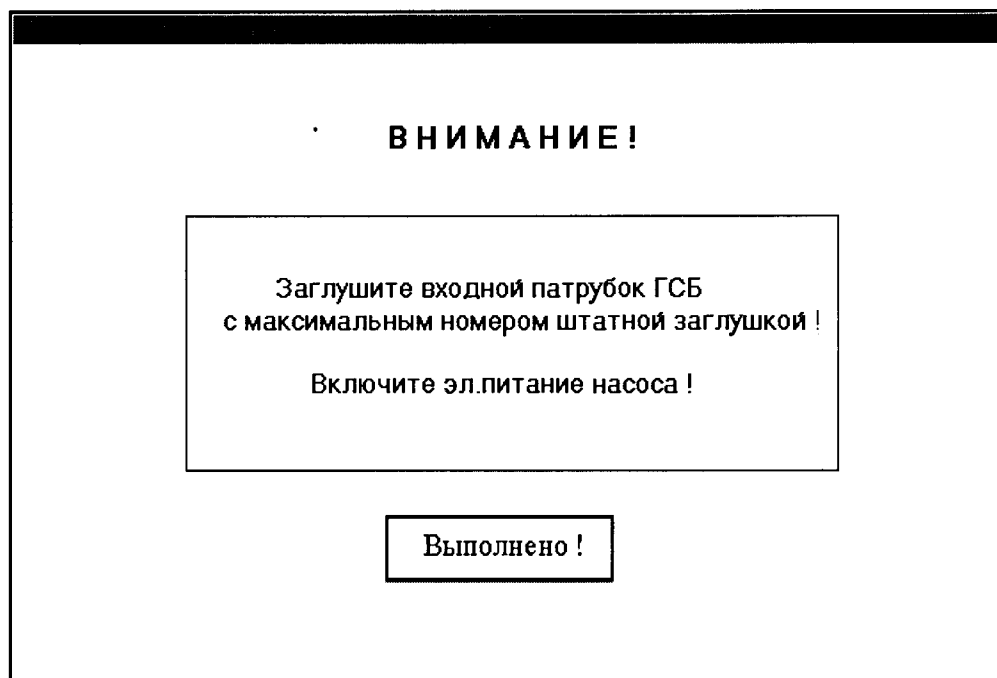 ВНИМАНИЕ!
Заглушите входной патрубок ГСБ
с максимальным номером штатной заглушкой !
Включите эл.питание насоса !
Выполнено !